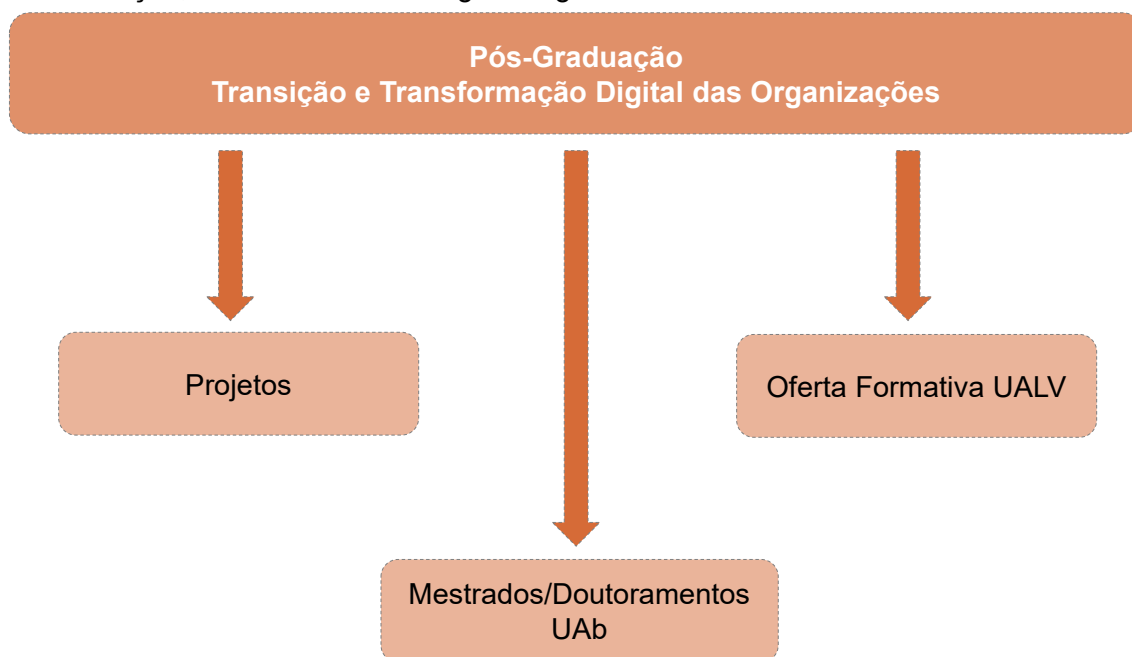 Pós-Graduação
Transição e Transformação Digital das Organizações
Projetos
Oferta Formativa UALV
Mestrados/Doutoramentos
UAb